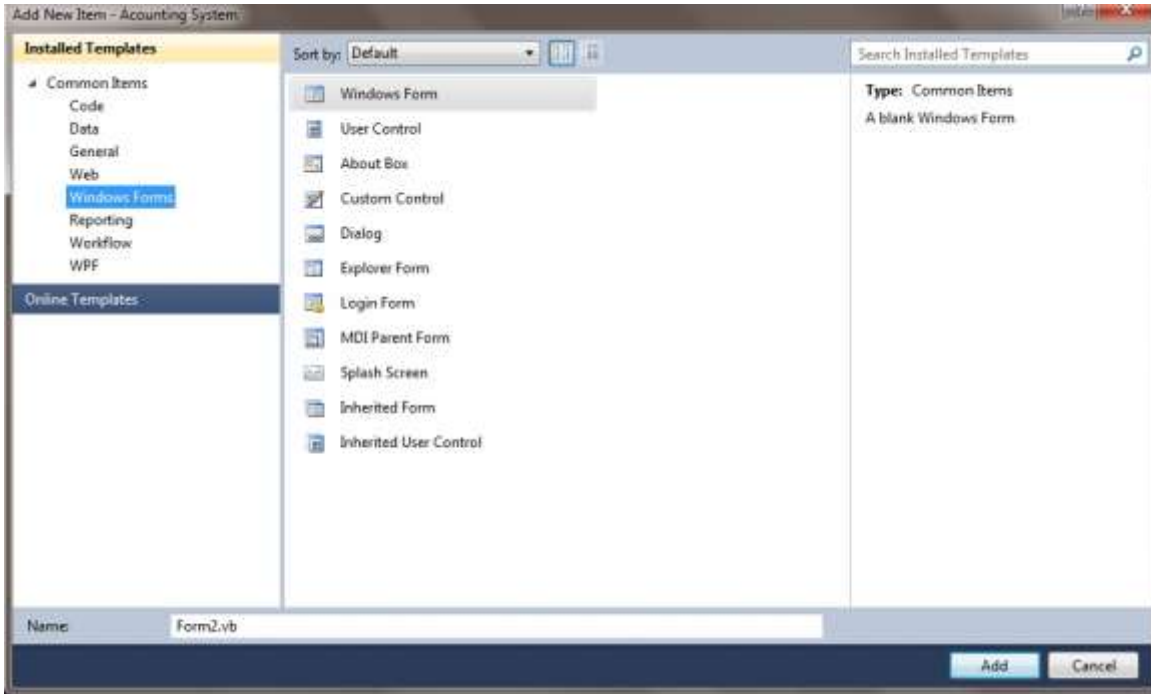 Add New Item - Acounting System
Installed Templates
Common Items
Code
Data
General
Web
Windows Forms
Reporting
Workflow
WPF
Online Templates
Sort by: Default
Windows Form
User Control
About Box
Custom Control
Dialog
Explorer Form
Login Form
MDI Parent Form
Splash Screen
Inherited Form
Inherited User Control
Search Installed Templates
Type: Common Items
A blank Windows Form
Name: Form2.vb
Add Cancel